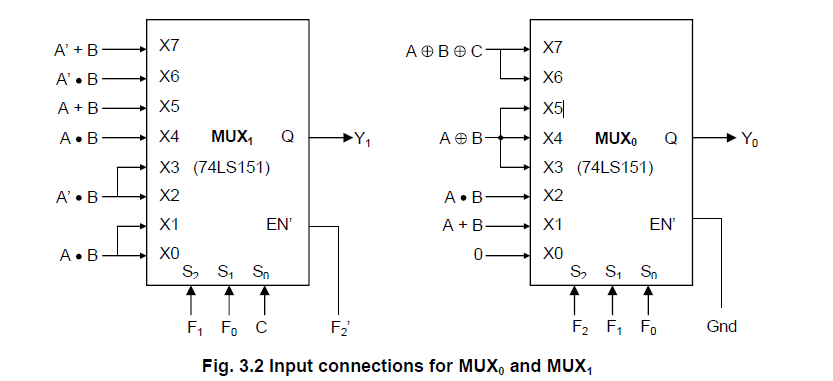 A' + B
X7
A' • B
X6
A + B
X5
A • B
X4
MUX₁
Q
Y₁
X3
(74LS151)
A' • B
X2
X1
EN'
A • B
X0
S₂
S₁
S₀
F₁
F₀
C
F₂'
A ⊕ B ⊕ C
X7
X6
X5
A ⊕ B
X4
MUX₀
Q
Y₀
X3
(74LS151)
A • B
X2
A + B
X1
EN'
0
X0
S₂
S₁
S₀
F₂
F₁
F₀
Gnd
Fig. 3.2 Input connections for MUX₀ and MUX₁